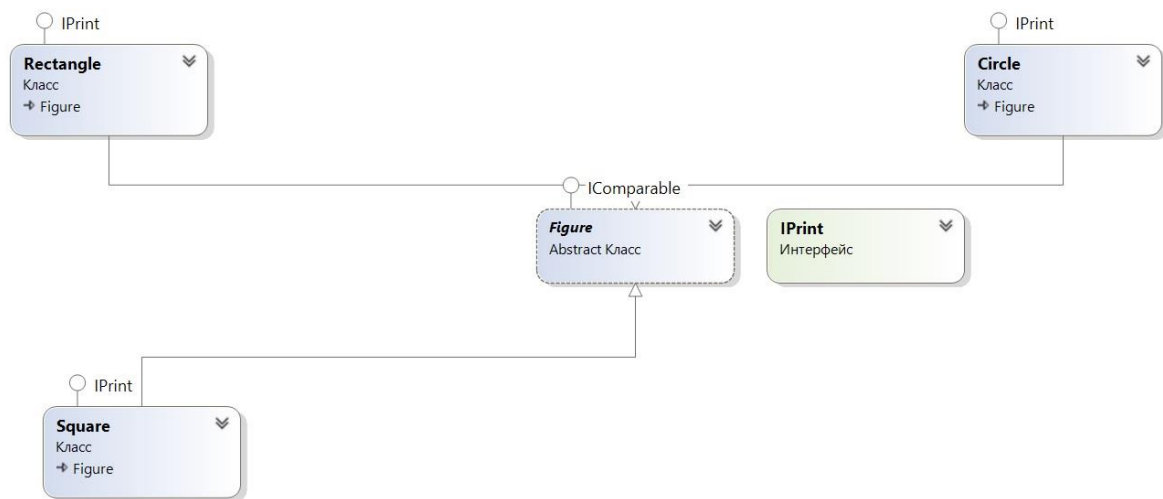 IPrint
Rectangle
Класс
Figure
IPrint
Circle
Класс
Figure
IComparable
Figure
Abstract Класс
IPrint
Интерфейс
IPrint
Square
Класс
Figure